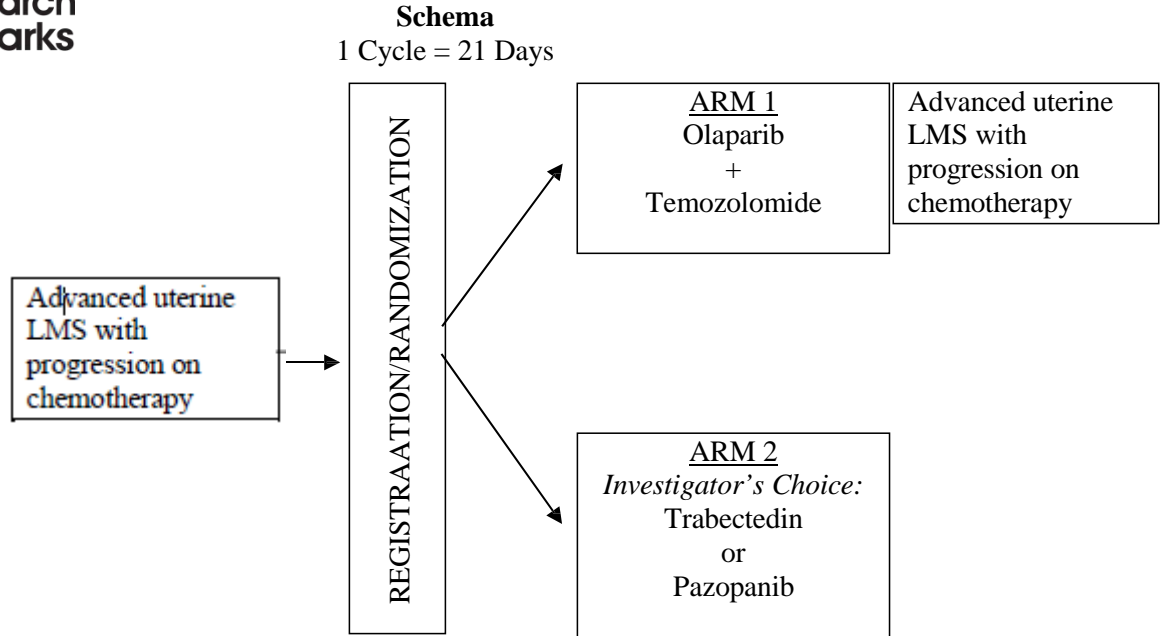 arch
arks
Schema
1 Cycle = 21 Days
Advanced uterine
LMS with
progression on
chemotherapy
REGISTRAATION/RANDOMIZATION
ARM 1
Olaparib
+
Temozolomide
Advanced uterine
LMS with
progression on
chemotherapy
ARM 2
Investigator’s Choice:
Trabectedin
or
Pazopanib